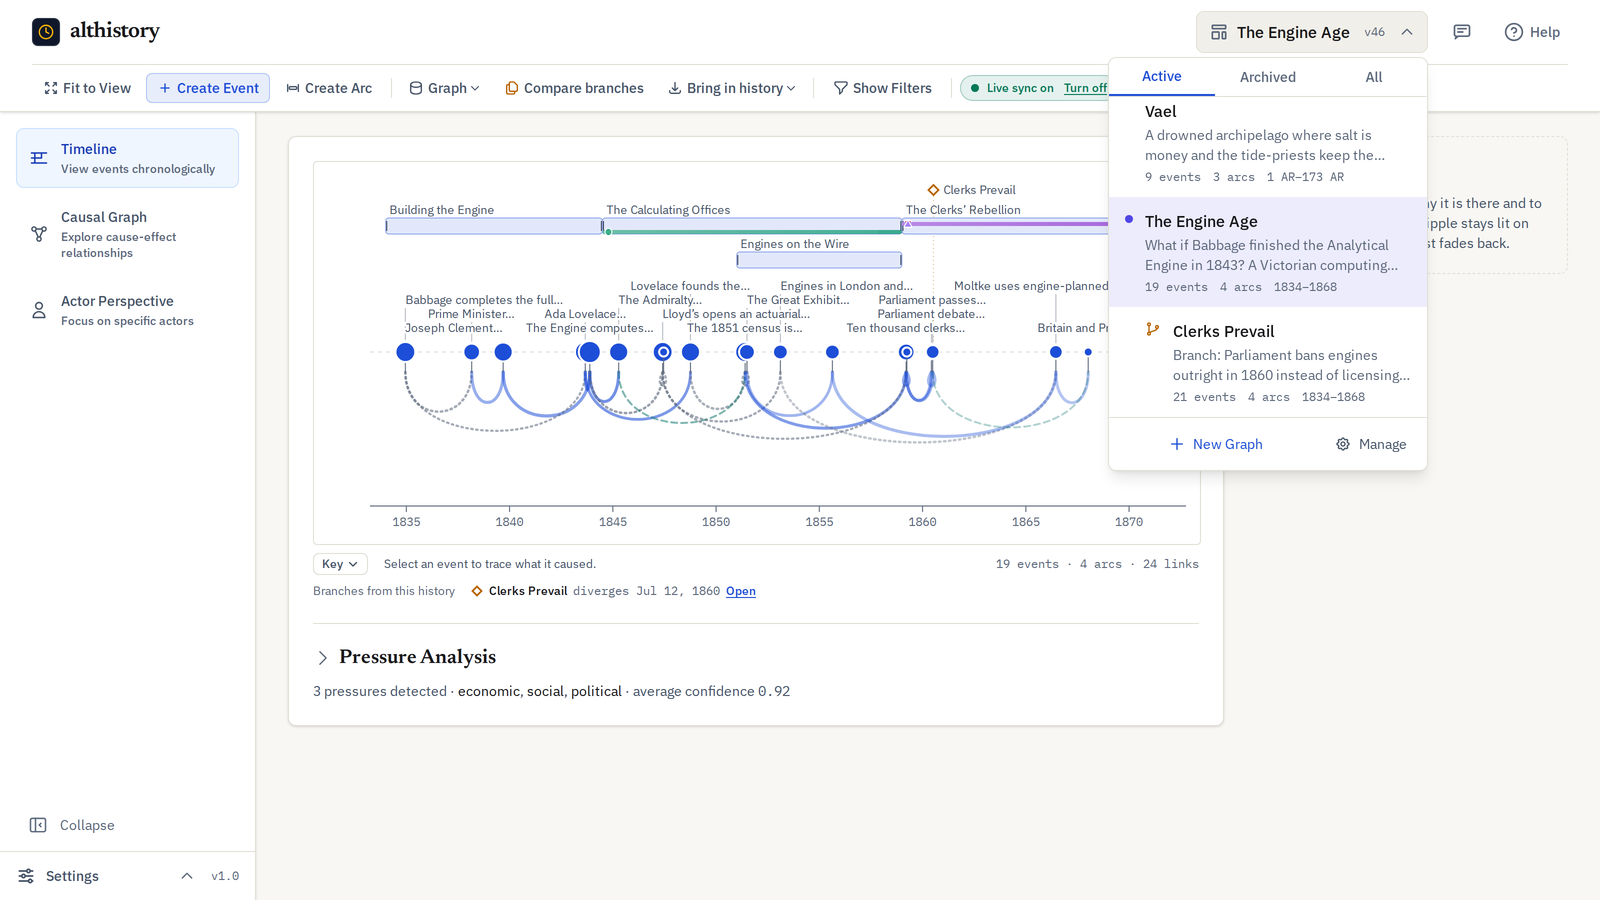 althistory
The Engine Age v46
Help
Fit to View
Create Event
Create Arc
Graph
Compare branches
Bring in history
Show Filters
Live sync on Turn off
Active Archived All
Vael
A drowned archipelago where salt is
money and the tide-priests keep the...
9 events 3 arcs 1 AR–173 AR
The Engine Age
What if Babbage finished the Analytical
Engine in 1843? A Victorian computing...
19 events 4 arcs 1834–1868
Clerks Prevail
Branch: Parliament bans engines
outright in 1860 instead of licensing...
21 events 4 arcs 1834–1868
New Graph
Manage
it is there and to
ipple stays lit on
fades back.
Timeline
View events chronologically
Causal Graph
Explore cause-effect
relationships
Actor Perspective
Focus on specific actors
Collapse
Settings v1.0
Clerks Prevail
Building the Engine
The Calculating Offices
The Clerks’ Rebellion
Engines on the Wire
Lovelace founds the...
Engines in London and...
Moltke uses engine-planned
Babbage completes the full...
The Admiralty...
The Great Exhibit...
Parliament passes...
Prime Minister...
Ada Lovelace...
Lloyd’s opens an actuarial...
Parliament debate...
Joseph Clement...
The Engine computes...
The 1851 census is...
Ten thousand clerks...
Britain and Pr
1835 1840 1845 1850 1855 1860 1865 1870
Key
Select an event to trace what it caused.
19 events · 4 arcs · 24 links
Branches from this history
Clerks Prevail diverges Jul 12, 1860 Open
Pressure Analysis
3 pressures detected · economic, social, political · average confidence 0.92